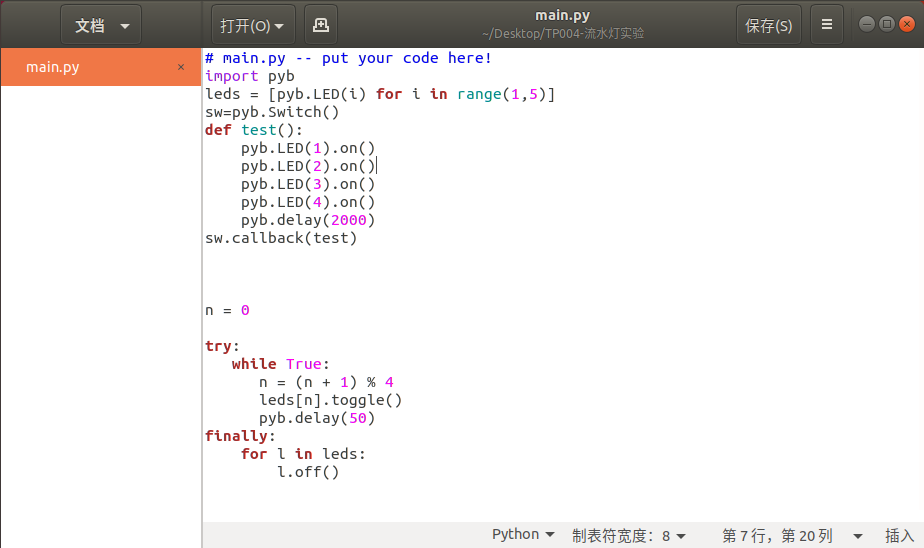 文档
打开(O)
main.py
~/Desktop/TP004-流水灯实验
保存(S)
main.py ×
# main.py -- put your code here!
import pyb
leds = [pyb.LED(i) for i in range(1,5)]
sw=pyb.Switch()
def test():
    pyb.LED(1).on()
    pyb.LED(2).on()
    pyb.LED(3).on()
    pyb.LED(4).on()
    pyb.delay(2000)
sw.callback(test)
n = 0
try:
   while True:
      n = (n + 1) % 4
      leds[n].toggle()
      pyb.delay(50)
finally:
    for l in leds:
        l.off()
Python 制表符宽度：8 第 7 行，第 20 列 插入